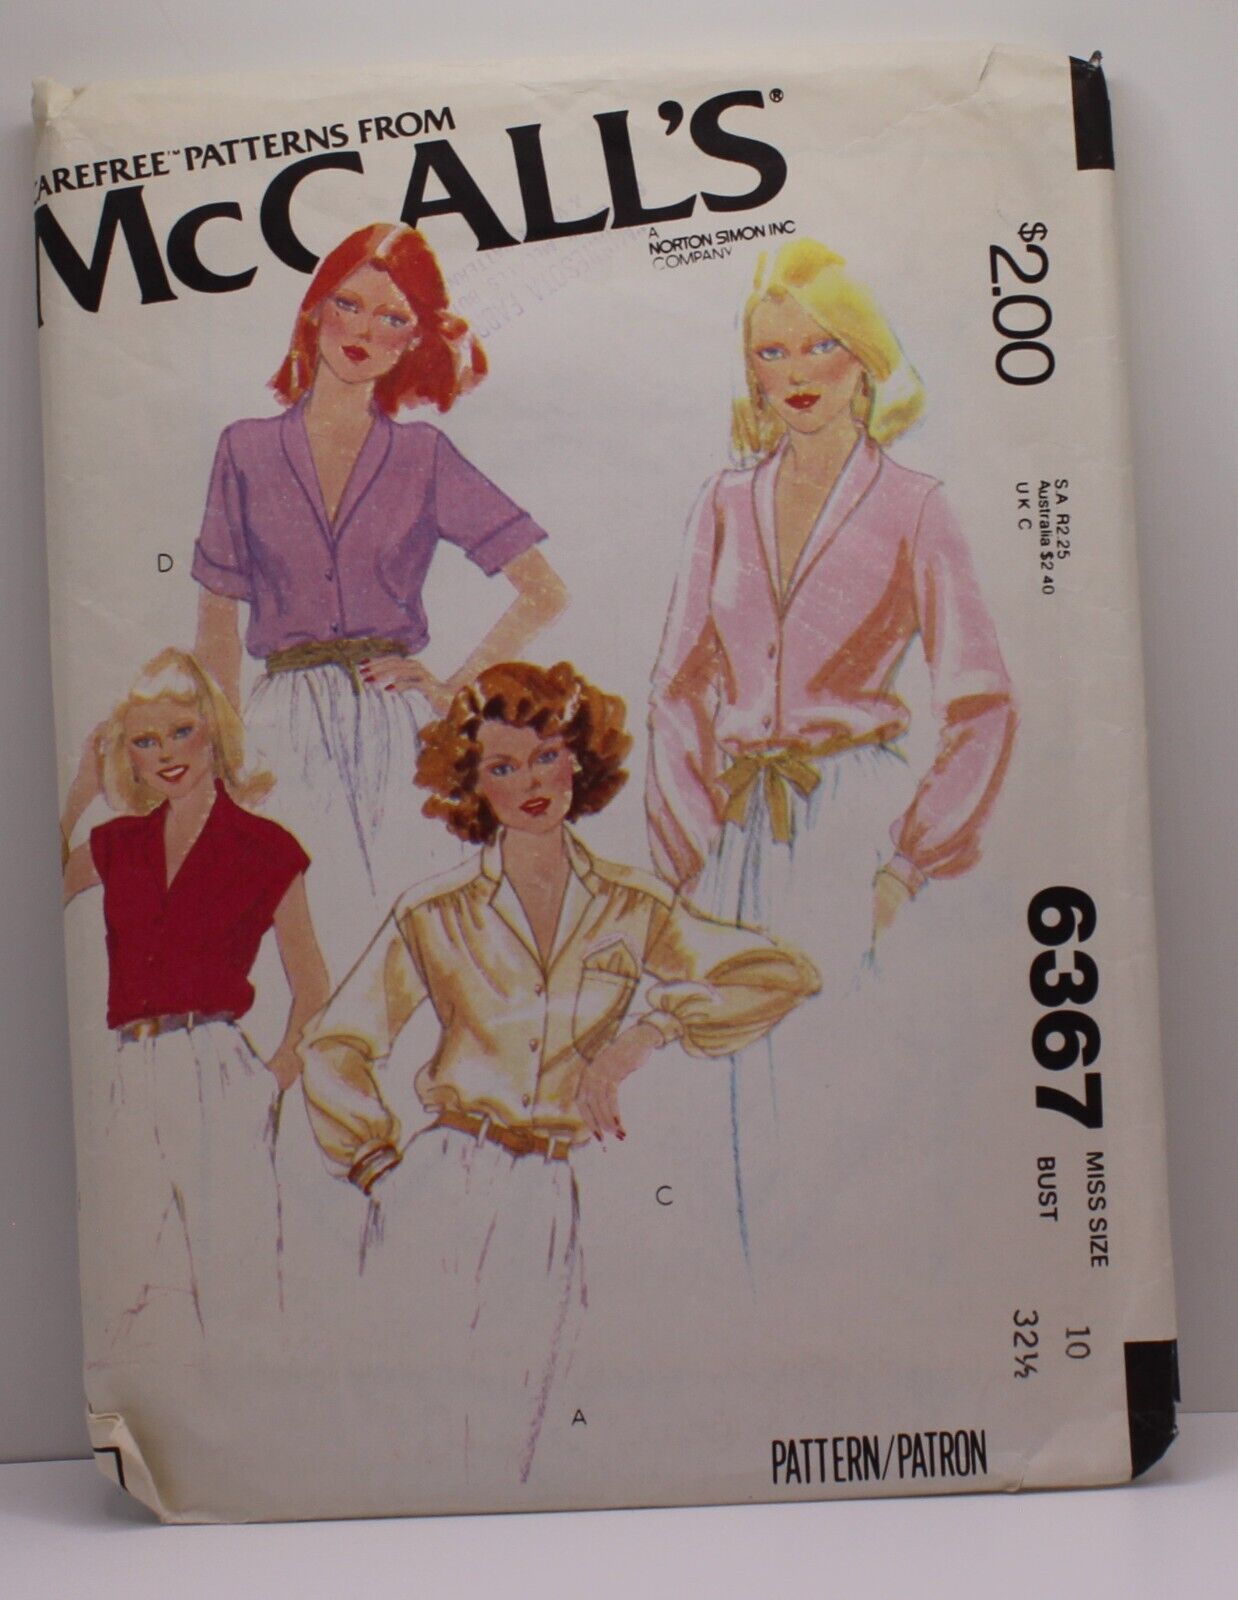 CAREFREE™ PATTERNS FROM
McCALL'S®
A
NORTON SIMON INC
COMPANY
$2.00
S.A. R2.25
Australia $2.40
U K C
D
C
A
6367
MISS SIZE 10
BUST 32½
PATTERN/PATRON